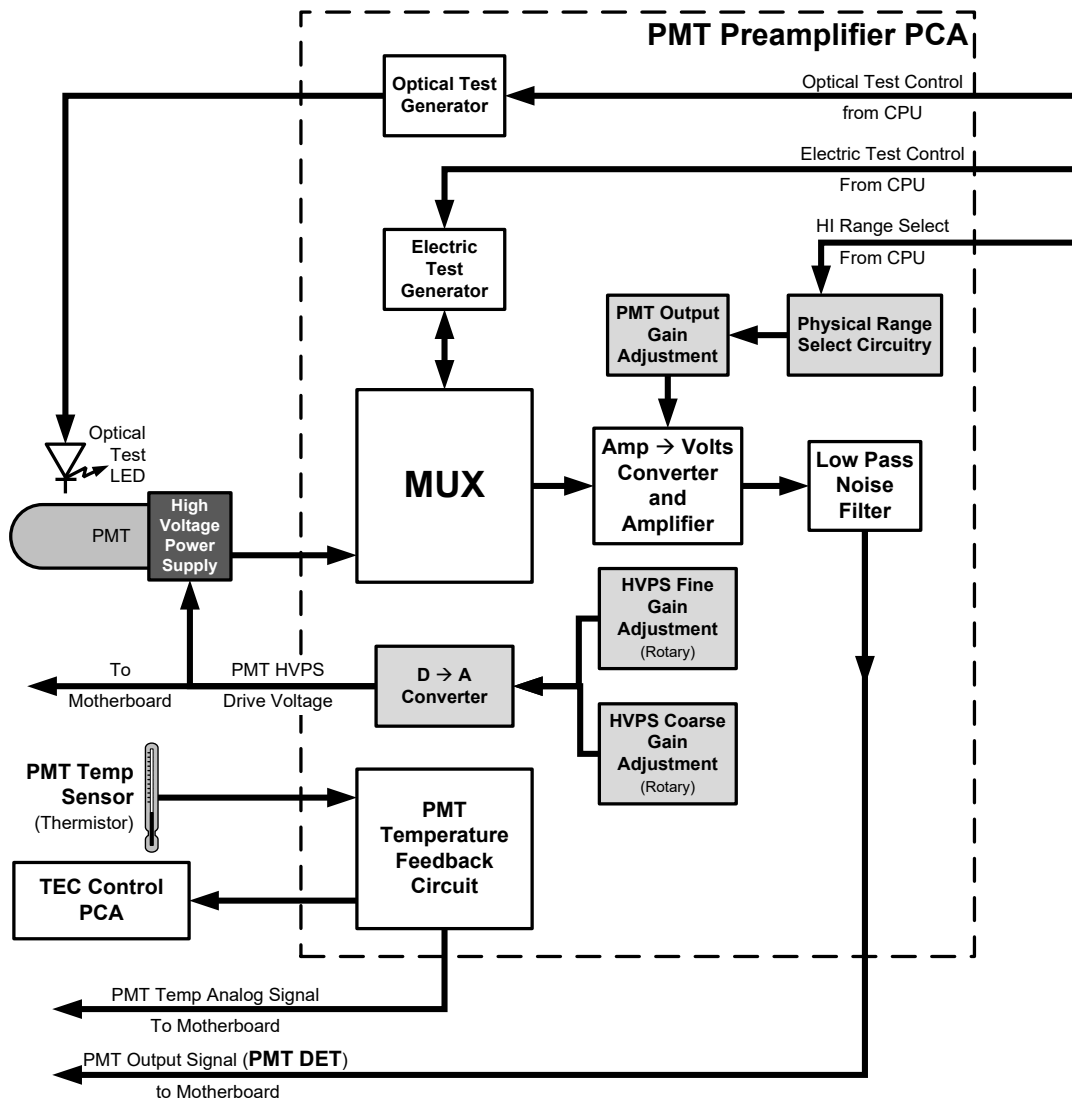 PMT Preamplifier PCA
Optical Test
Generator
Optical Test Control
from CPU
Electric Test Control
From CPU
HI Range Select
From CPU
Electric
Test
Generator
PMT Output
Gain
Adjustment
Physical Range
Select Circuitry
Optical
Test
LED
MUX
Amp → Volts
Converter
and
Amplifier
Low Pass
Noise
Filter
PMT
High
Voltage
Power
Supply
HVPS Fine
Gain
Adjustment
(Rotary)
To
Motherboard
PMT HVPS
Drive Voltage
D → A
Converter
HVPS Coarse
Gain
Adjustment
(Rotary)
PMT Temp
Sensor
(Thermistor)
PMT
Temperature
Feedback
Circuit
TEC Control
PCA
PMT Temp Analog Signal
To Motherboard
PMT Output Signal (PMT DET)
to Motherboard